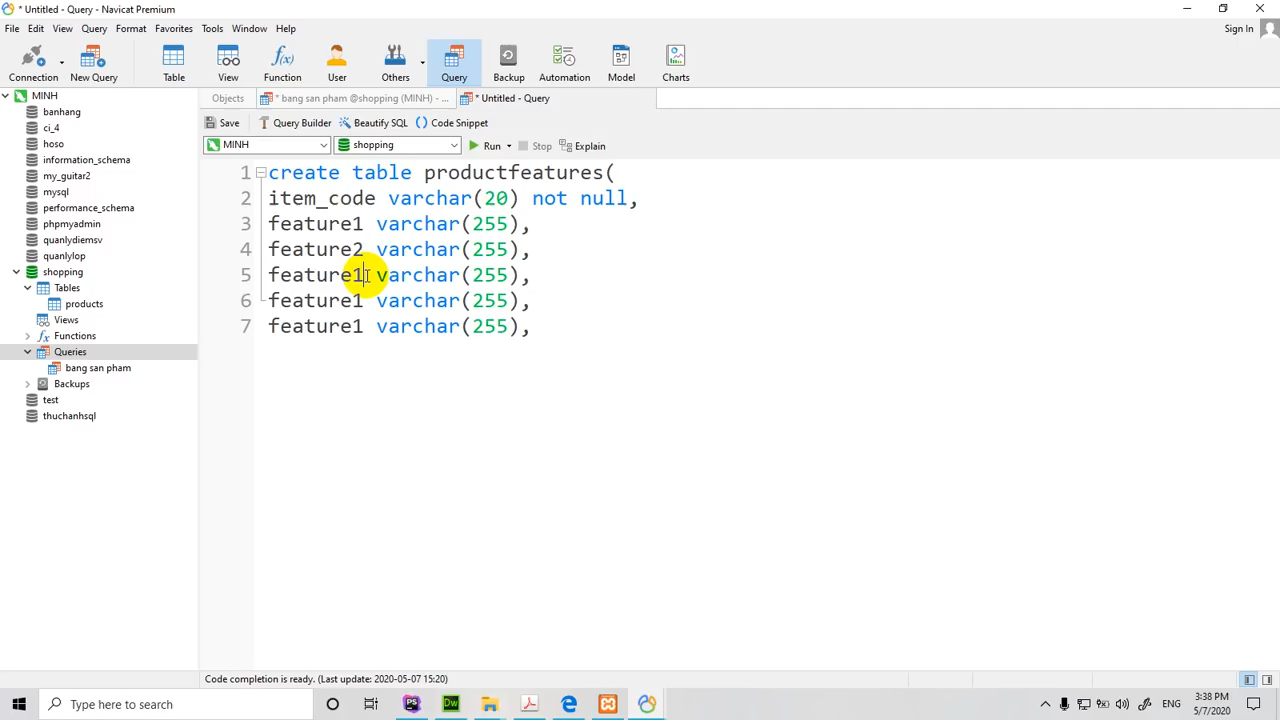 * Untitled - Query - Navicat Premium
File Edit View Query Format Favorites Tools Window Help
Sign In
Connection New Query Table View Function User Others Query Backup Automation Model Charts
MINH
banhang
ci_4
hoso
information_schema
my_guitar2
mysql
performance_schema
phpmyadmin
quanlydiemsv
quanlylop
shopping
Tables
products
Views
Functions
Queries
bang san pham
Backups
test
thuchanhsql
Objects * bang san pham @shopping (MINH) - ... * Untitled - Query
Save Query Builder Beautify SQL () Code Snippet
MINH shopping Run Stop Explain
1 create table productfeatures(
2 item_code varchar(20) not null,
3 feature1 varchar(255),
4 feature2 varchar(255),
5 feature1 varchar(255),
6 feature1 varchar(255),
7 feature1 varchar(255),
Code completion is ready. (Last update: 2020-05-07 15:20)
Type here to search
PS Dw
ENG
3:38 PM
5/7/2020